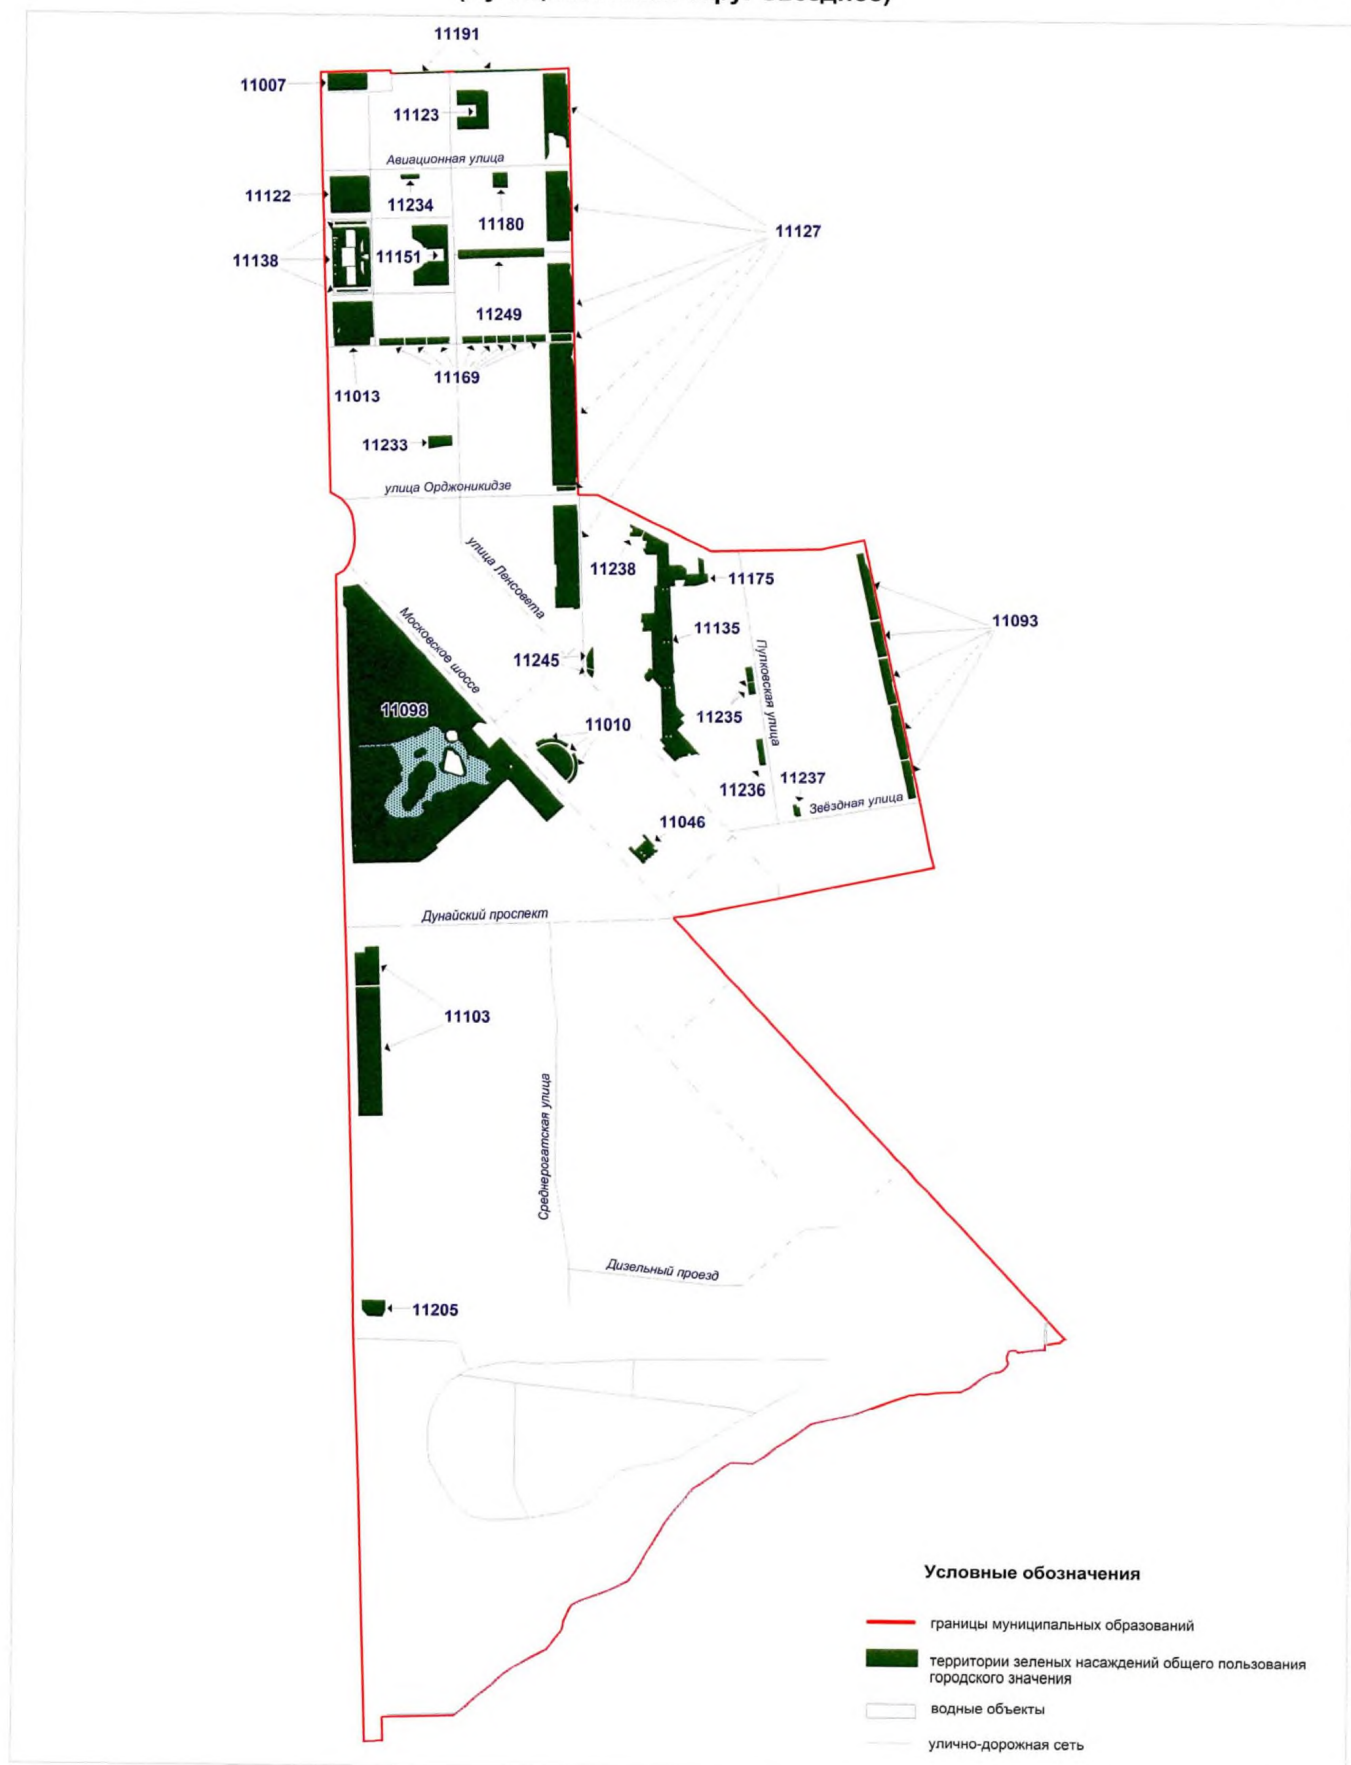 11191
11007
11123
Авиационная улица
11122
11234
11180
11127
11138
11151
11249
11169
11013
11233
улица Орджоникидзе
улица Ленсовета
11238
11175
Московское шоссе
11135
11093
11245
Пулковская улица
11098
11235
11010
11236
11237
Звёздная улица
11046
Дунайский проспект
11103
Среднерогатская улица
Дизельный проезд
11205
Условные обозначения
границы муниципальных образований
территории зеленых насаждений общего пользования
городского значения
водные объекты
улично-дорожная сеть